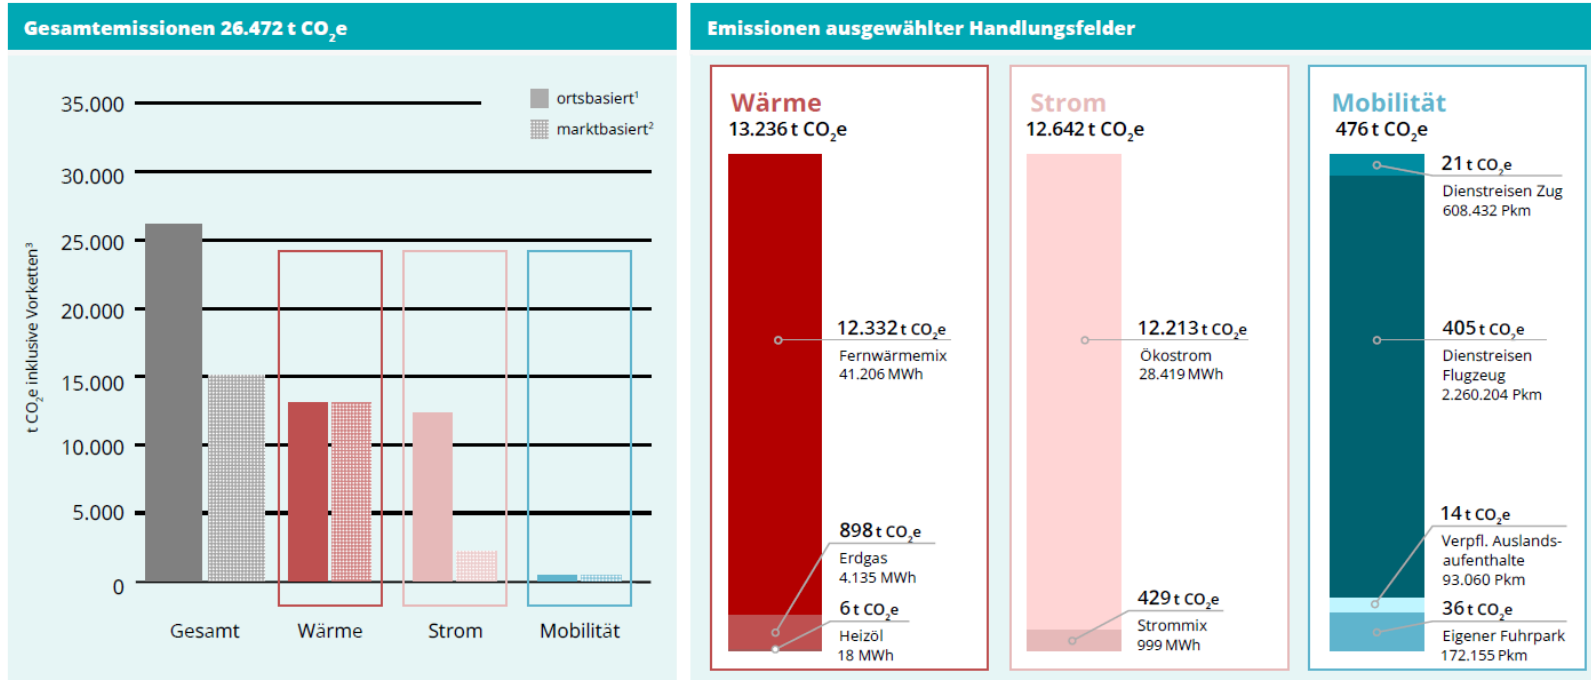 Gesamtemissionen 26.472 t CO₂e
ortsbasiert¹
marktbasiert²
t CO₂e inklusive Vorketten³
35.000
30.000
25.000
20.000
15.000
10.000
5.000
0
Gesamt
Wärme
Strom
Mobilität
Emissionen ausgewählter Handlungsfelder
Wärme
13.236 t CO₂e
12.332 t CO₂e
Fernwärmemix
41.206 MWh
898 t CO₂e
Erdgas
4.135 MWh
6 t CO₂e
Heizöl
18 MWh
Strom
12.642 t CO₂e
12.213 t CO₂e
Ökostrom
28.419 MWh
429 t CO₂e
Strommix
999 MWh
Mobilität
476 t CO₂e
21 t CO₂e
Dienstreisen Zug
608.432 Pkm
405 t CO₂e
Dienstreisen
Flugzeug
2.260.204 Pkm
14 t CO₂e
Verpfl. Auslands-
aufenthalte
93.060 Pkm
36 t CO₂e
Eigener Fuhrpark
172.155 Pkm